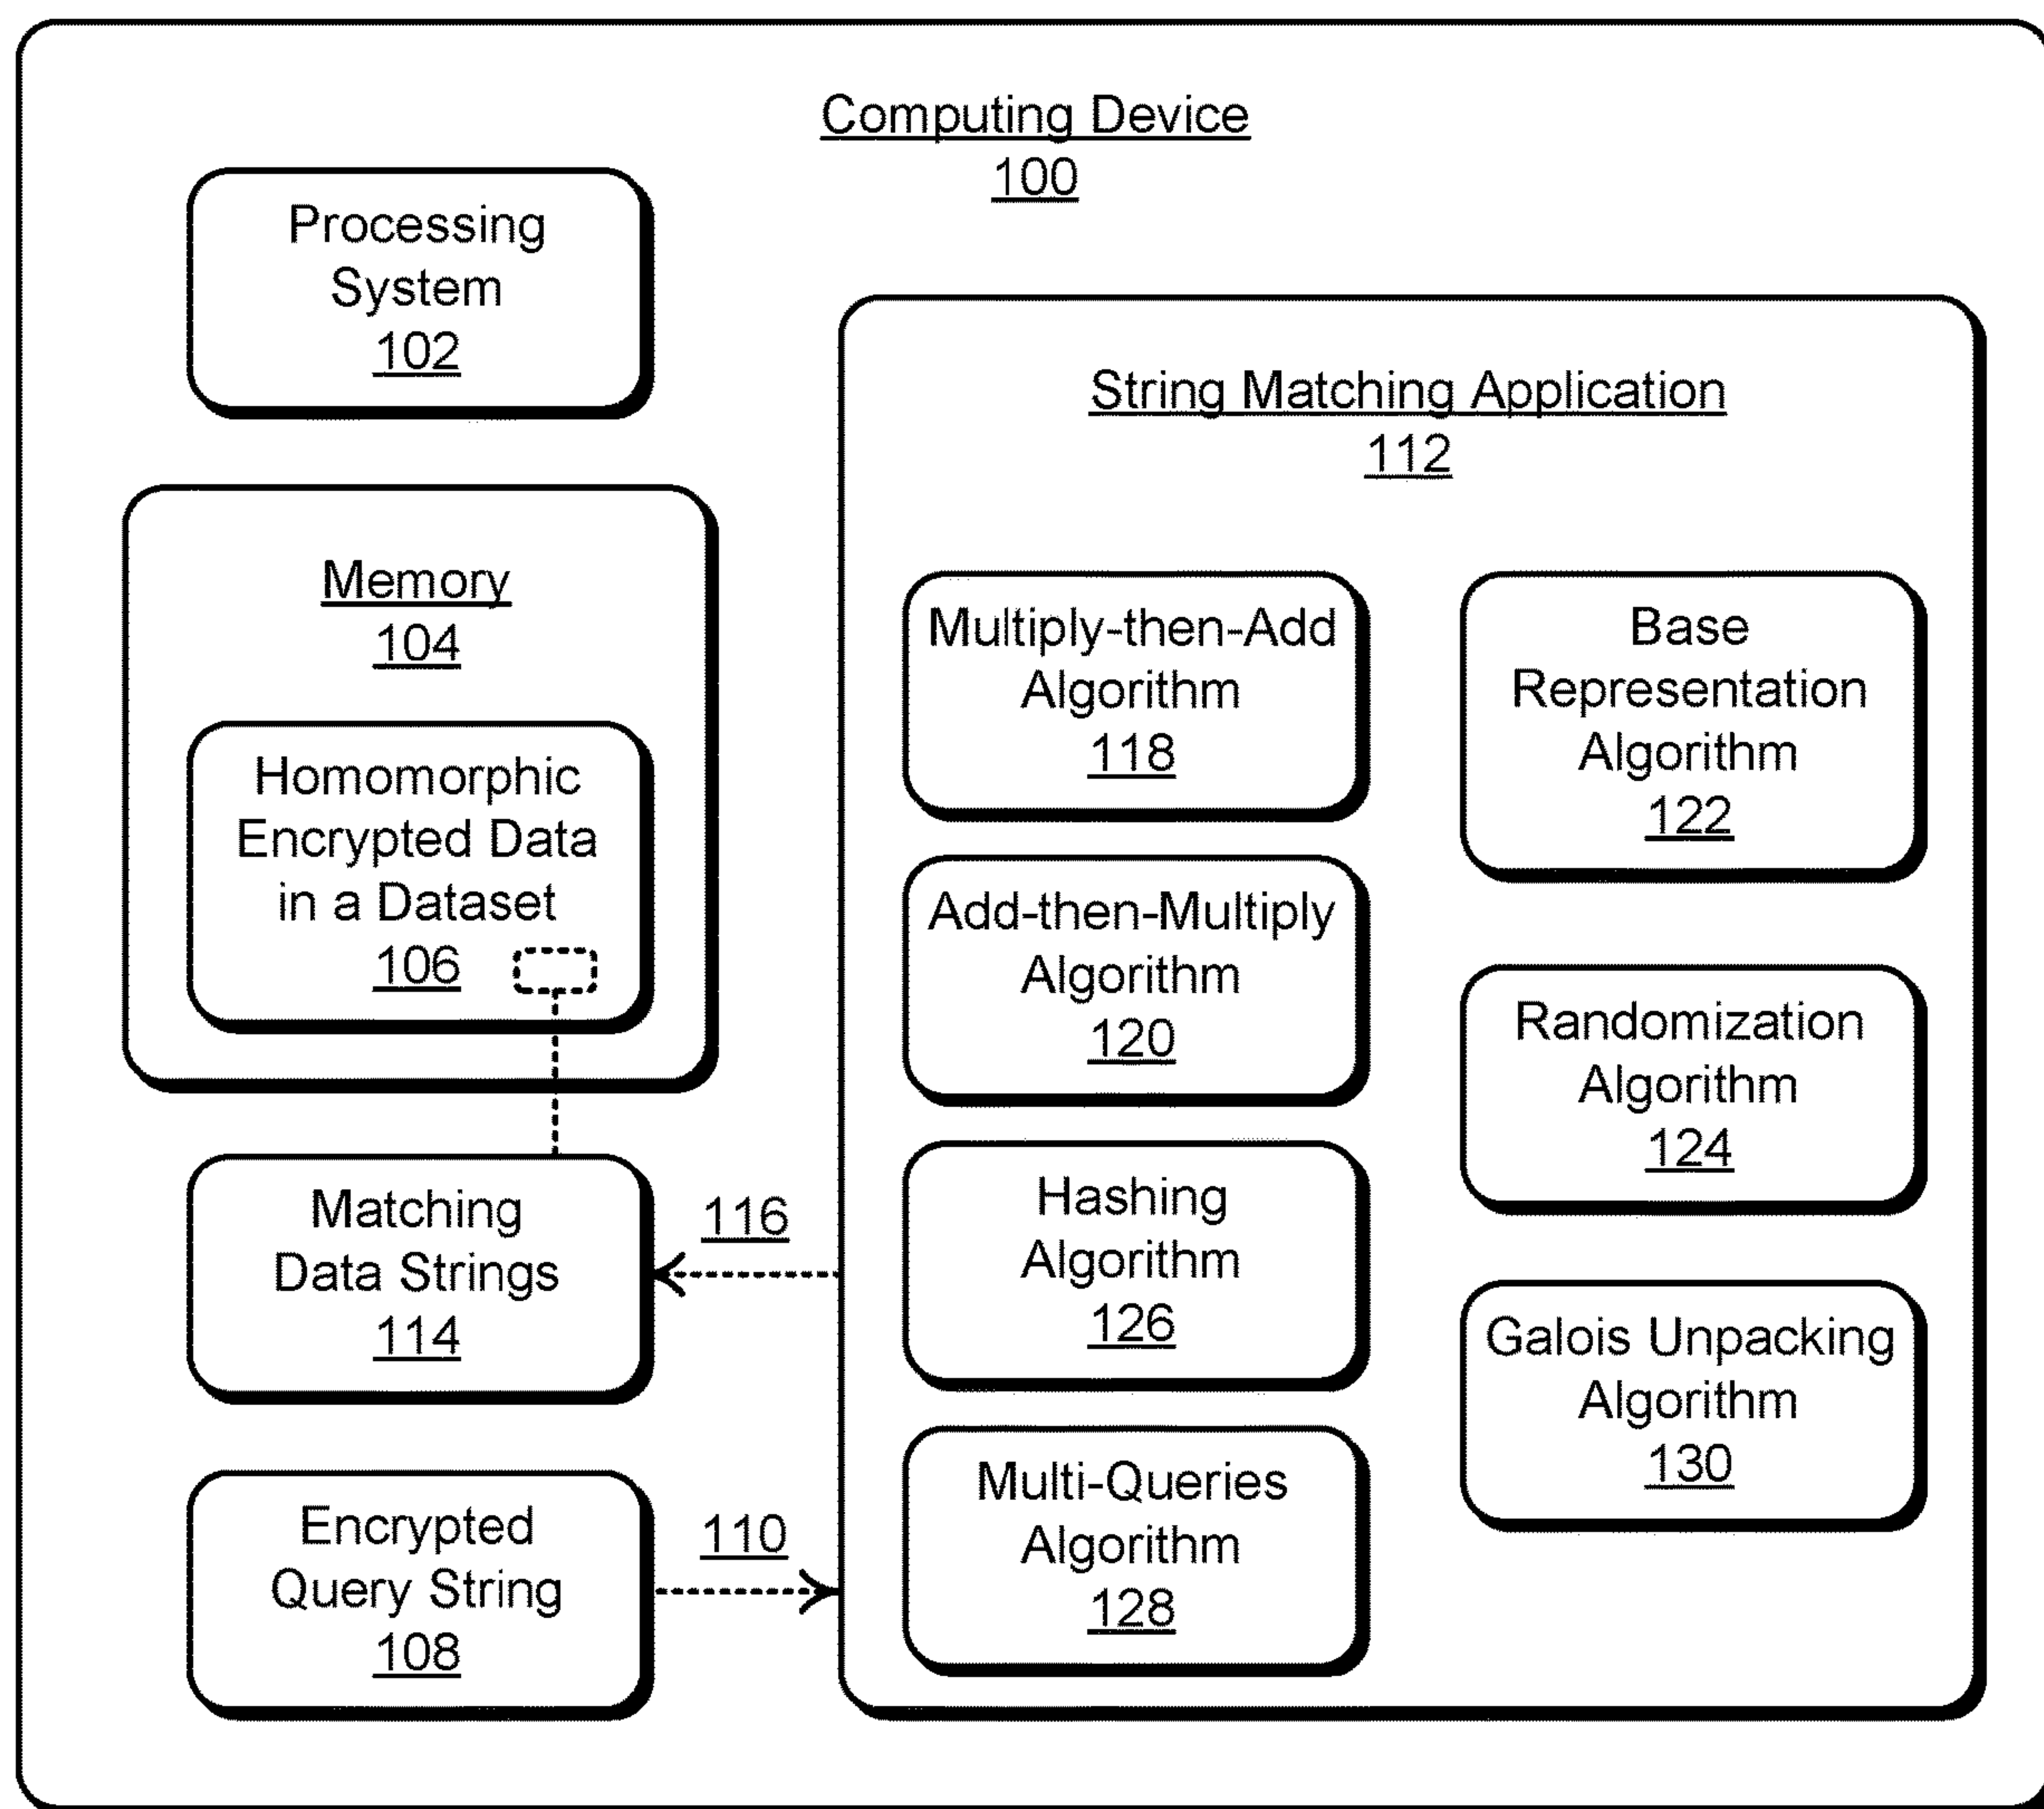 Computing Device
100
Processing
System
102
Memory
104
Homomorphic
Encrypted Data
in a Dataset
106
Matching
Data Strings
114
116
Encrypted
Query String
108
110
String Matching Application
112
Multiply-then-Add
Algorithm
118
Add-then-Multiply
Algorithm
120
Hashing
Algorithm
126
Multi-Queries
Algorithm
128
Base
Representation
Algorithm
122
Randomization
Algorithm
124
Galois Unpacking
Algorithm
130